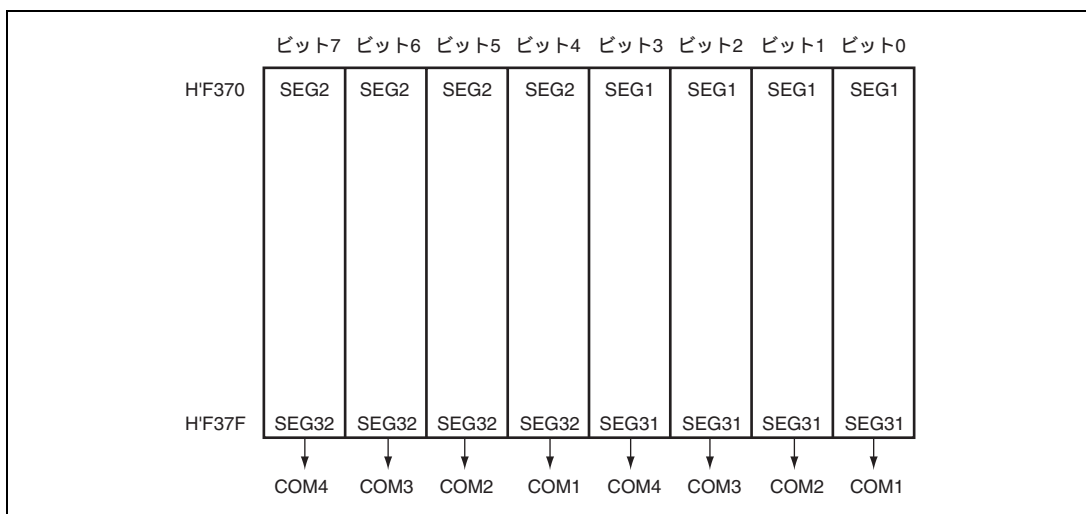 ビット7 ビット6 ビット5 ビット4 ビット3 ビット2 ビット1 ビット0
H'F370 SEG2 SEG2 SEG2 SEG2 SEG1 SEG1 SEG1 SEG1
H'F37F SEG32 SEG32 SEG32 SEG32 SEG31 SEG31 SEG31 SEG31
COM4 COM3 COM2 COM1 COM4 COM3 COM2 COM1